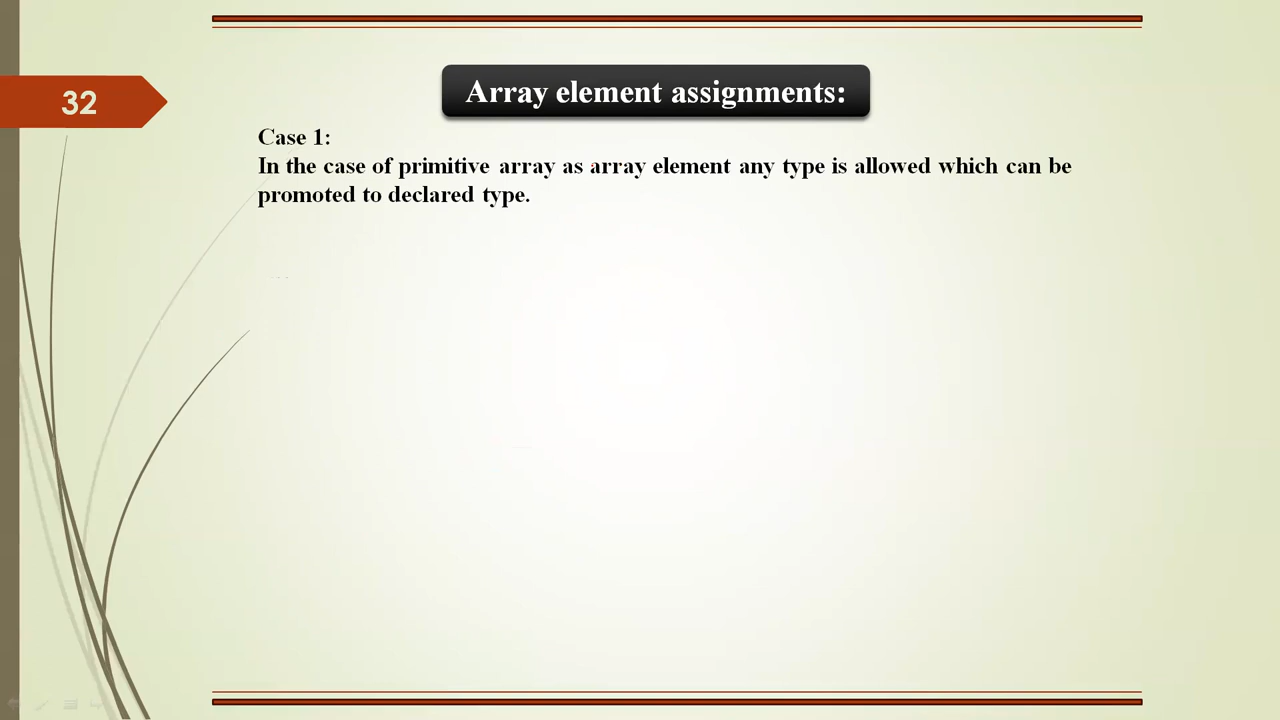 32
Array element assignments:
Case 1:
In the case of primitive array as array element any type is allowed which can be
promoted to declared type.